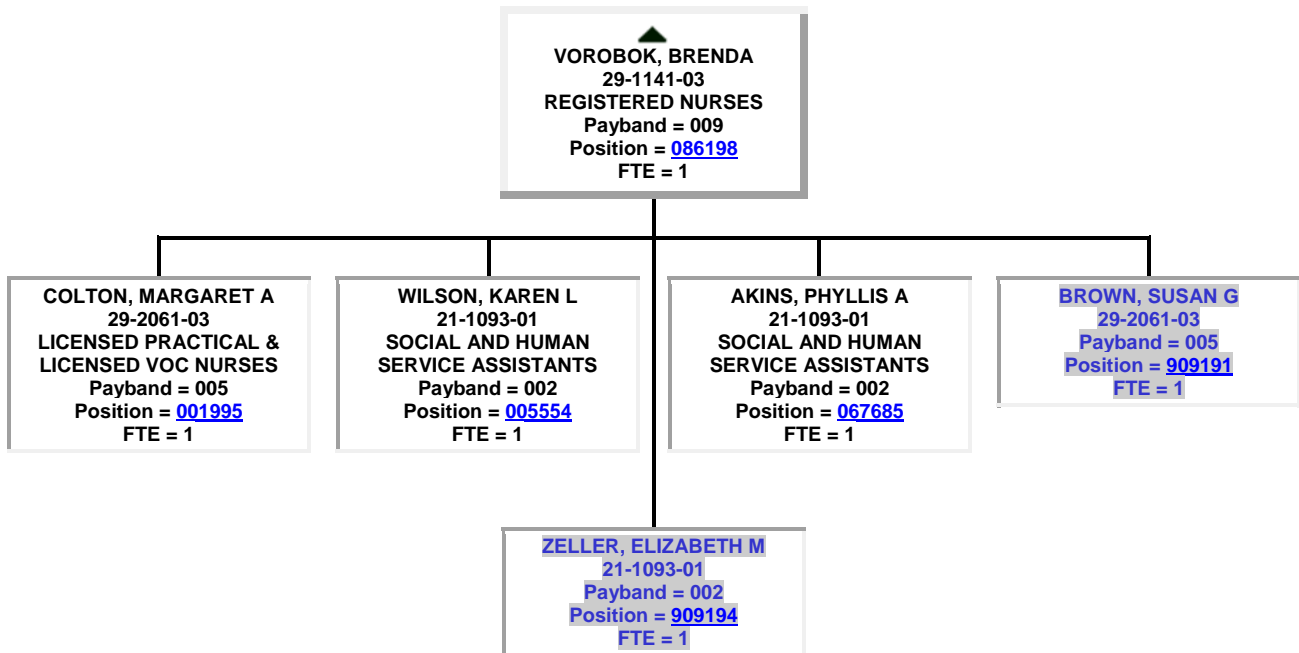 VOROBOK, BRENDA
29-1141-03
REGISTERED NURSES
Payband = 009
Position = 086198
FTE = 1
COLTON, MARGARET A
29-2061-03
LICENSED PRACTICAL &
LICENSED VOC NURSES
Payband = 005
Position = 001995
FTE = 1
WILSON, KAREN L
21-1093-01
SOCIAL AND HUMAN
SERVICE ASSISTANTS
Payband = 002
Position = 005554
FTE = 1
AKINS, PHYLLIS A
21-1093-01
SOCIAL AND HUMAN
SERVICE ASSISTANTS
Payband = 002
Position = 067685
FTE = 1
BROWN, SUSAN G
29-2061-03
Payband = 005
Position = 909191
FTE = 1
ZELLER, ELIZABETH M
21-1093-01
Payband = 002
Position = 909194
FTE = 1